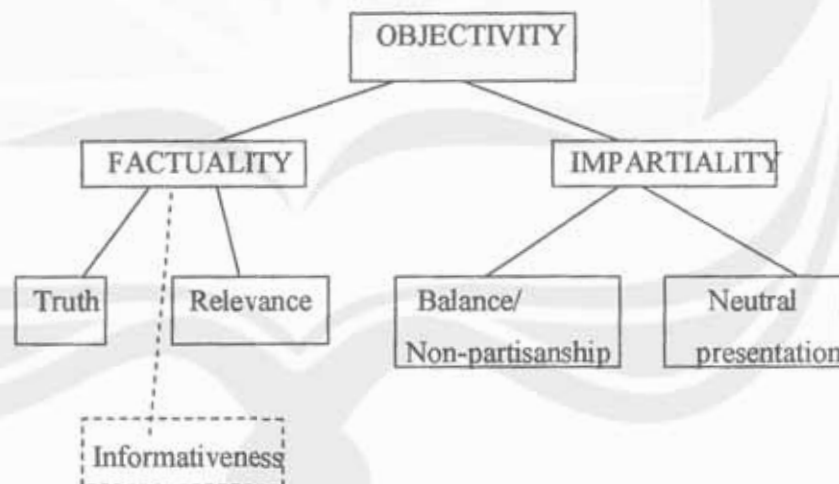 OBJECTIVITY
FACTUALITY
IMPARTIALITY
Truth
Relevance
Balance/
Non-partisanship
Neutral
presentation
Informativeness